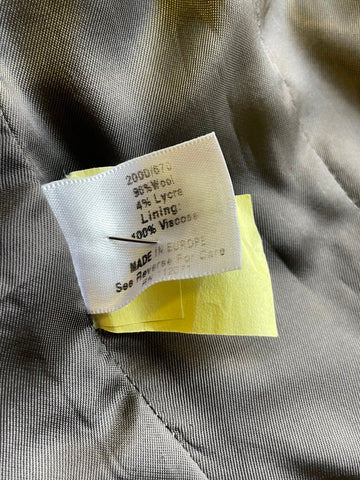 2000/670
96%Wool
4% Lycra
Lining:
100% Viscose
MADE IN EUROPE
See Reverse For Care